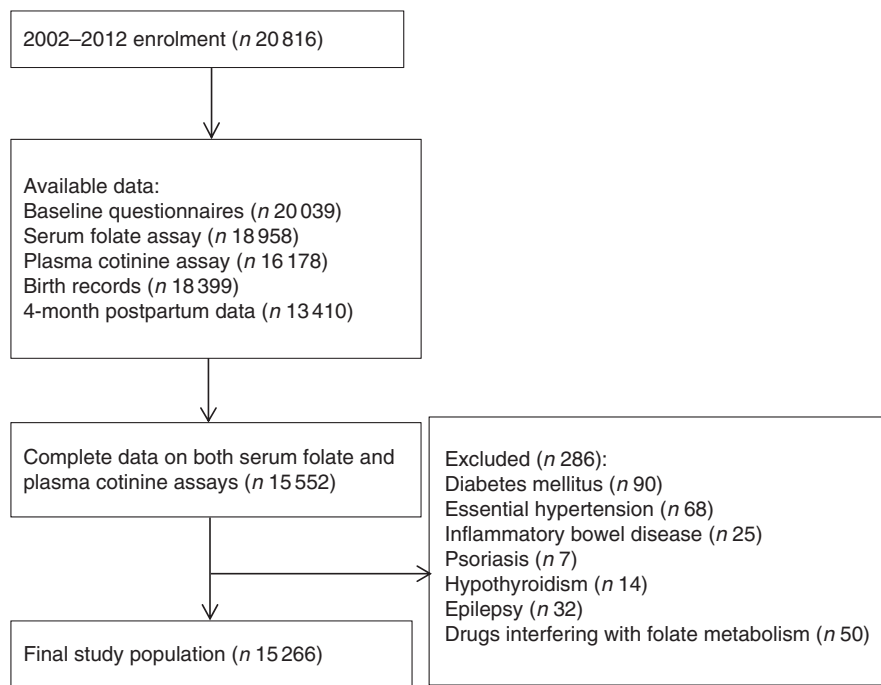 2002–2012 enrolment (n 20 816)
Available data:
Baseline questionnaires (n 20 039)
Serum folate assay (n 18 958)
Plasma cotinine assay (n 16 178)
Birth records (n 18 399)
4-month postpartum data (n 13 410)
Complete data on both serum folate and
plasma cotinine assays (n 15 552)
Excluded (n 286):
Diabetes mellitus (n 90)
Essential hypertension (n 68)
Inflammatory bowel disease (n 25)
Psoriasis (n 7)
Hypothyroidism (n 14)
Epilepsy (n 32)
Drugs interfering with folate metabolism (n 50)
Final study population (n 15 266)